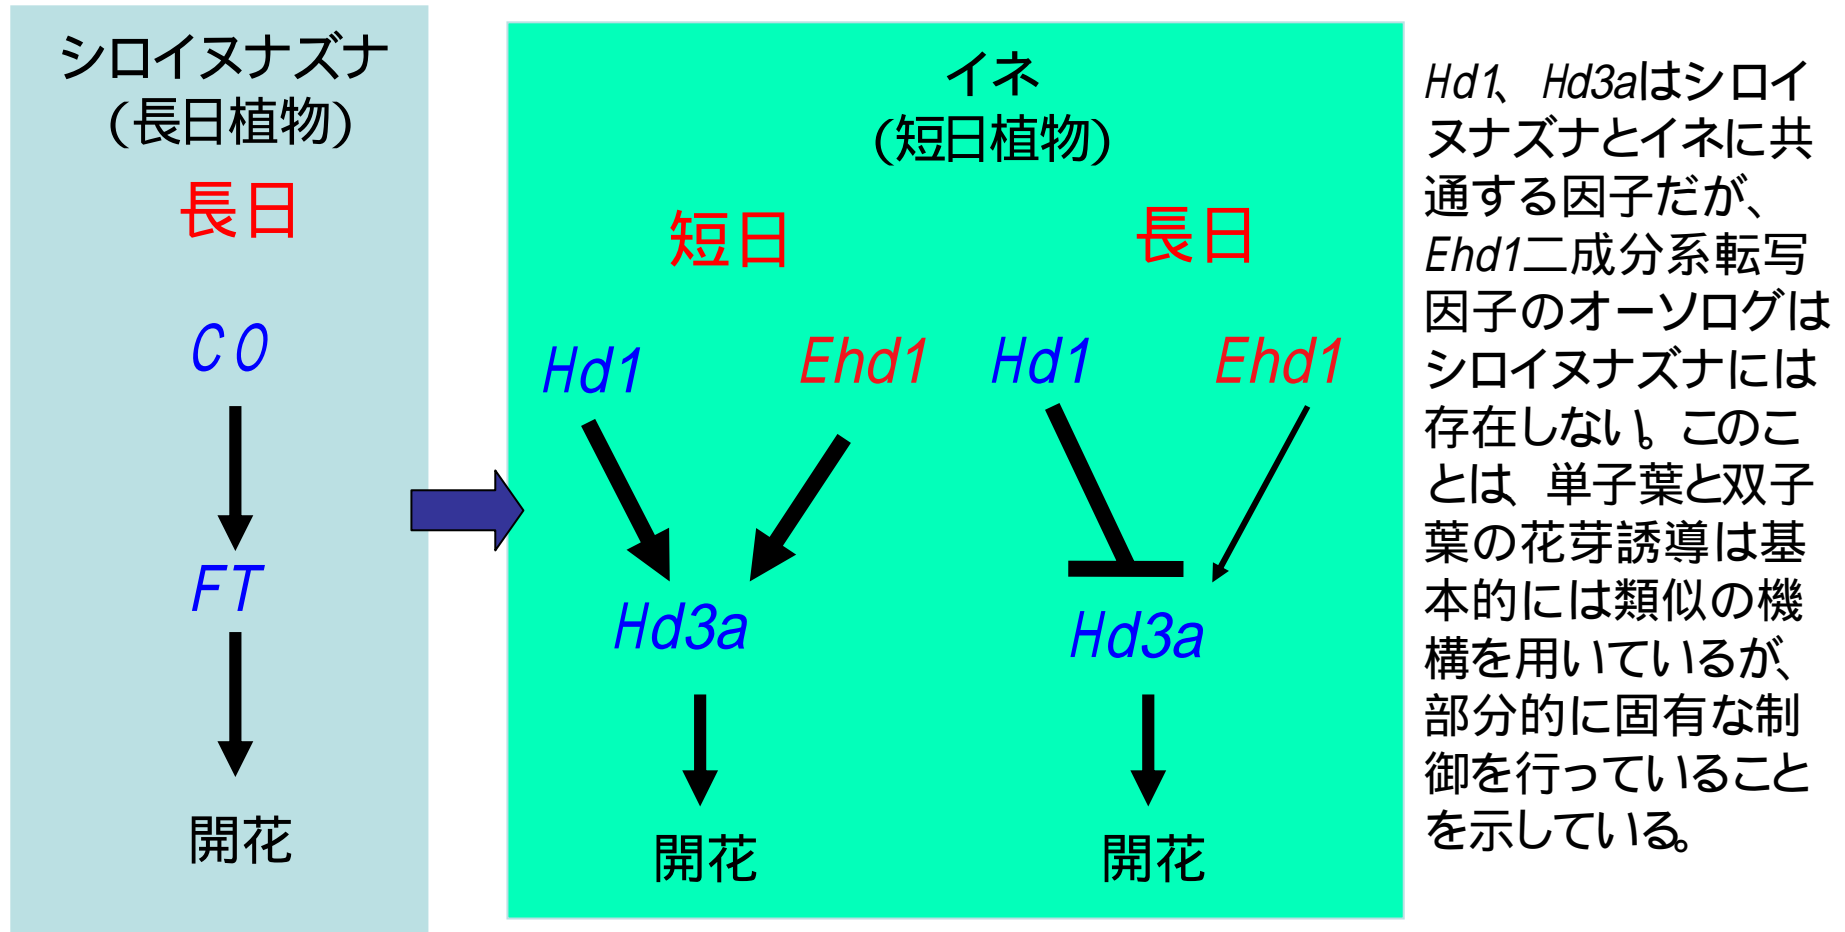 シロイヌナズナ
(長日植物)
長日
CO
FT
開花
イネ
(短日植物)
短日
長日
Hd1
Ehd1
Hd1
Ehd1
Hd3a
Hd3a
開花
開花
Hd1、Hd3aはシロイ
ヌナズナとイネに共
通する因子だが、
Ehd1二成分系転写
因子のオーソログは
シロイヌナズナには
存在しない。このこ
とは、単子葉と双子
葉の花芽誘導は基
本的には類似の機
構を用いているが、
部分的に固有な制
御を行っていること
を示している。